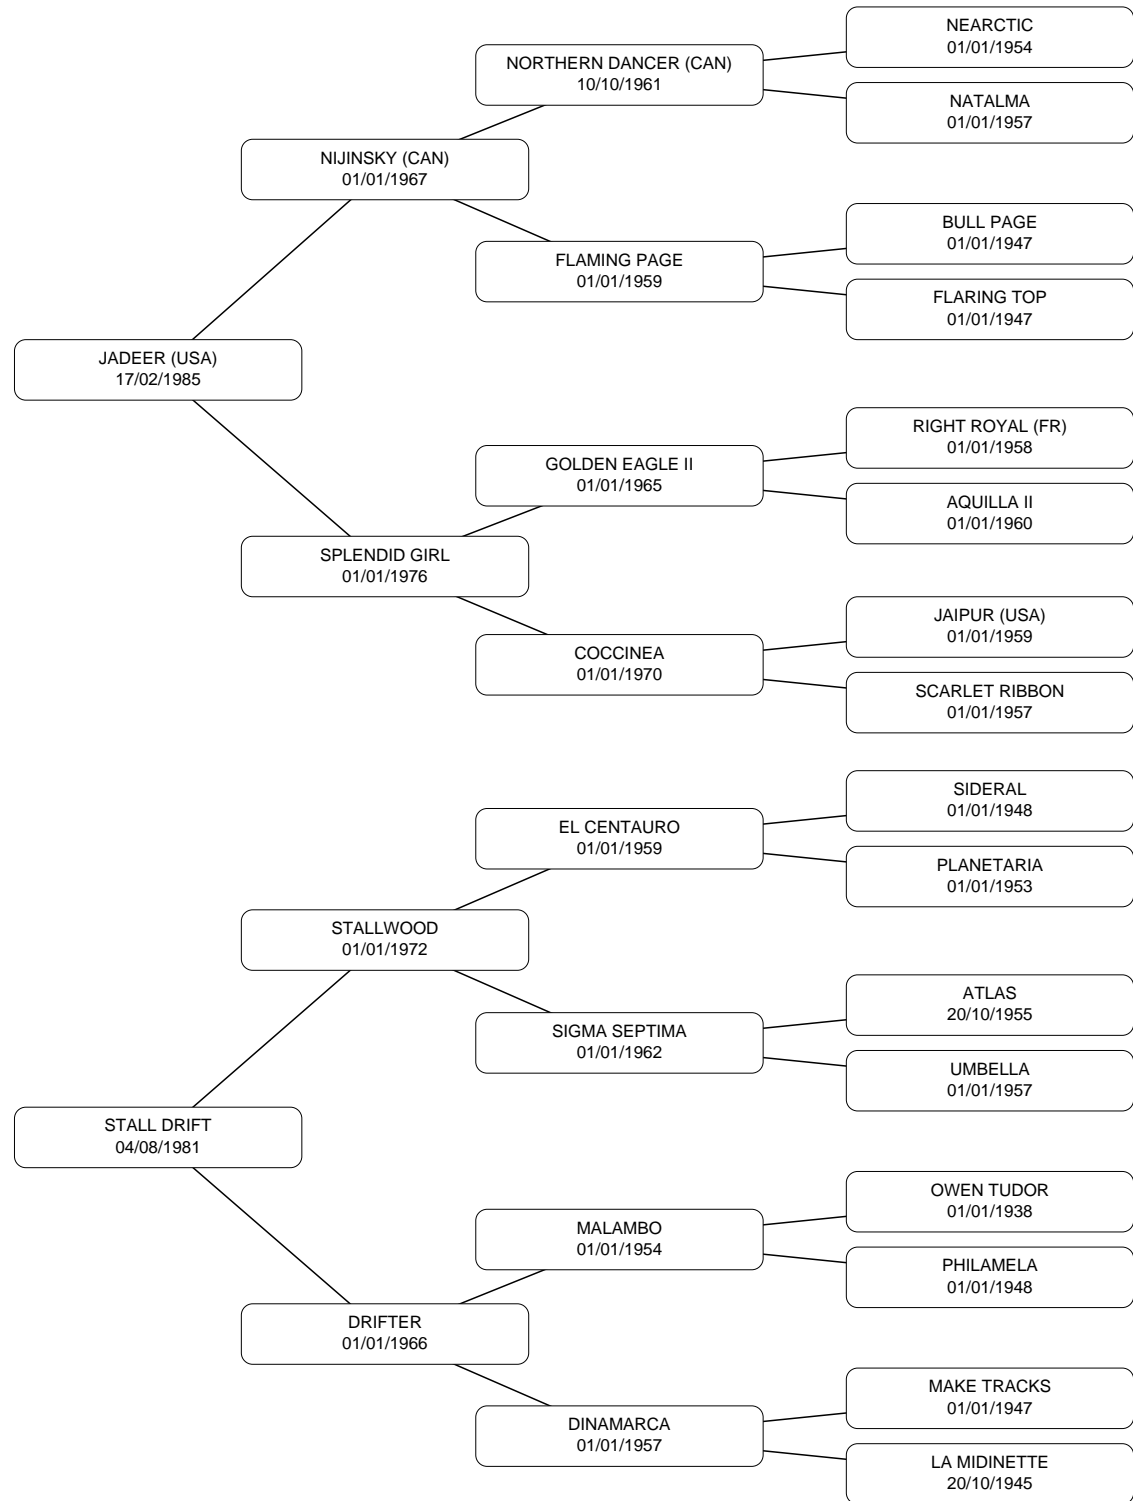 NEARCTIC
01/01/1954
NORTHERN DANCER (CAN)
10/10/1961
NATALMA
01/01/1957
NIJINSKY (CAN)
01/01/1967
BULL PAGE
01/01/1947
FLAMING PAGE
01/01/1959
FLARING TOP
01/01/1947
JADEER (USA)
17/02/1985
RIGHT ROYAL (FR)
01/01/1958
GOLDEN EAGLE II
01/01/1965
AQUILLA II
01/01/1960
SPLENDID GIRL
01/01/1976
JAIPUR (USA)
01/01/1959
COCCINEA
01/01/1970
SCARLET RIBBON
01/01/1957
SIDERAL
01/01/1948
EL CENTAURO
01/01/1959
PLANETARIA
01/01/1953
STALLWOOD
01/01/1972
ATLAS
20/10/1955
SIGMA SEPTIMA
01/01/1962
UMBELLA
01/01/1957
STALL DRIFT
04/08/1981
OWEN TUDOR
01/01/1938
MALAMBO
01/01/1954
PHILAMELA
01/01/1948
DRIFTER
01/01/1966
MAKE TRACKS
01/01/1947
DINAMARCA
01/01/1957
LA MIDINETTE
20/10/1945